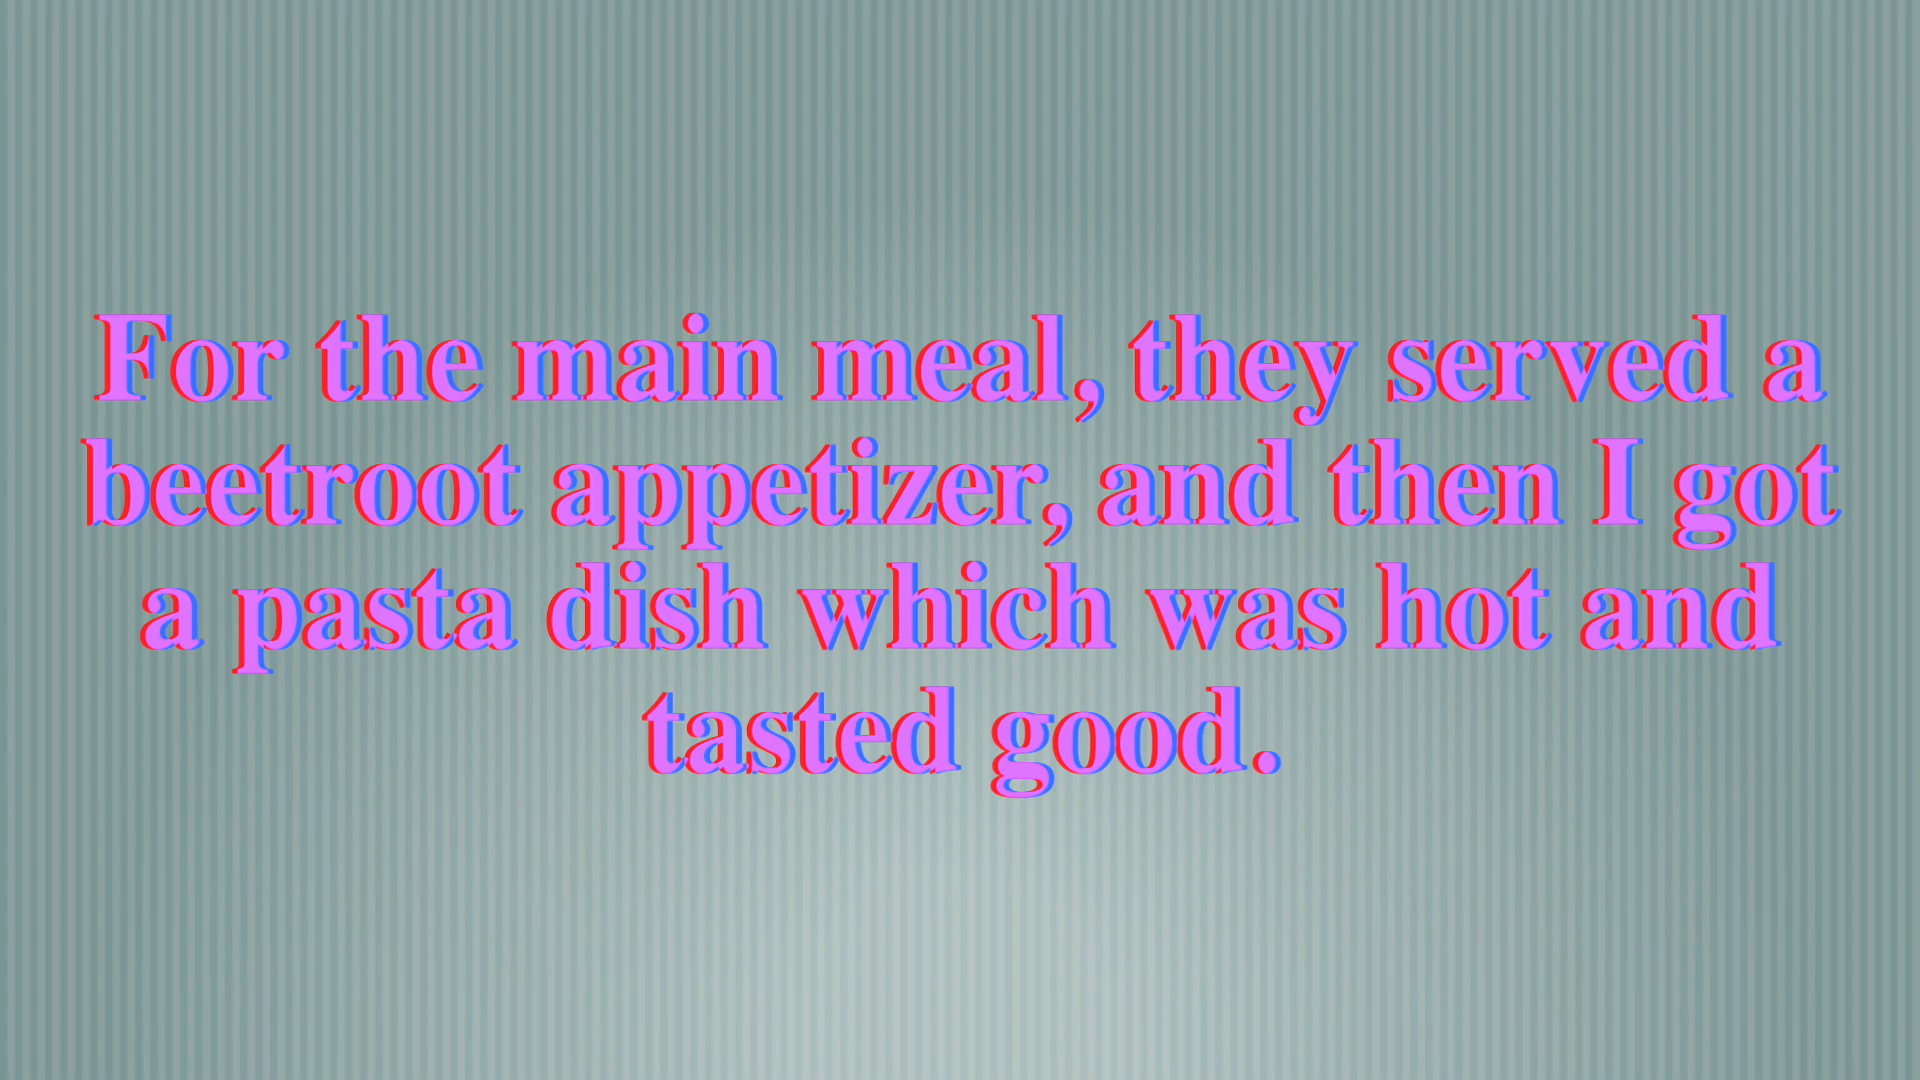 For the main meal, they served a
beetroot appetizer, and then I got
a pasta dish which was hot and
tasted good.